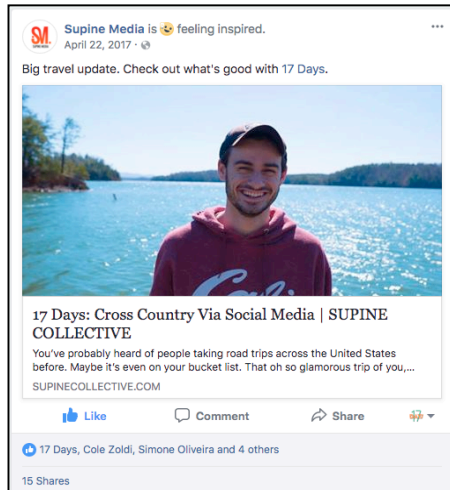 SM.
SUPINE MEDIA
Supine Media is feeling inspired.
April 22, 2017 ·
Big travel update. Check out what's good with 17 Days.
Cali
17 Days: Cross Country Via Social Media | SUPINE
COLLECTIVE
You've probably heard of people taking road trips across the United States
before. Maybe it's even on your bucket list. That oh so glamorous trip of you,...
SUPINECOLLECTIVE.COM
Like Comment Share
17 Days, Cole Zoldi, Simone Oliveira and 4 others
15 Shares